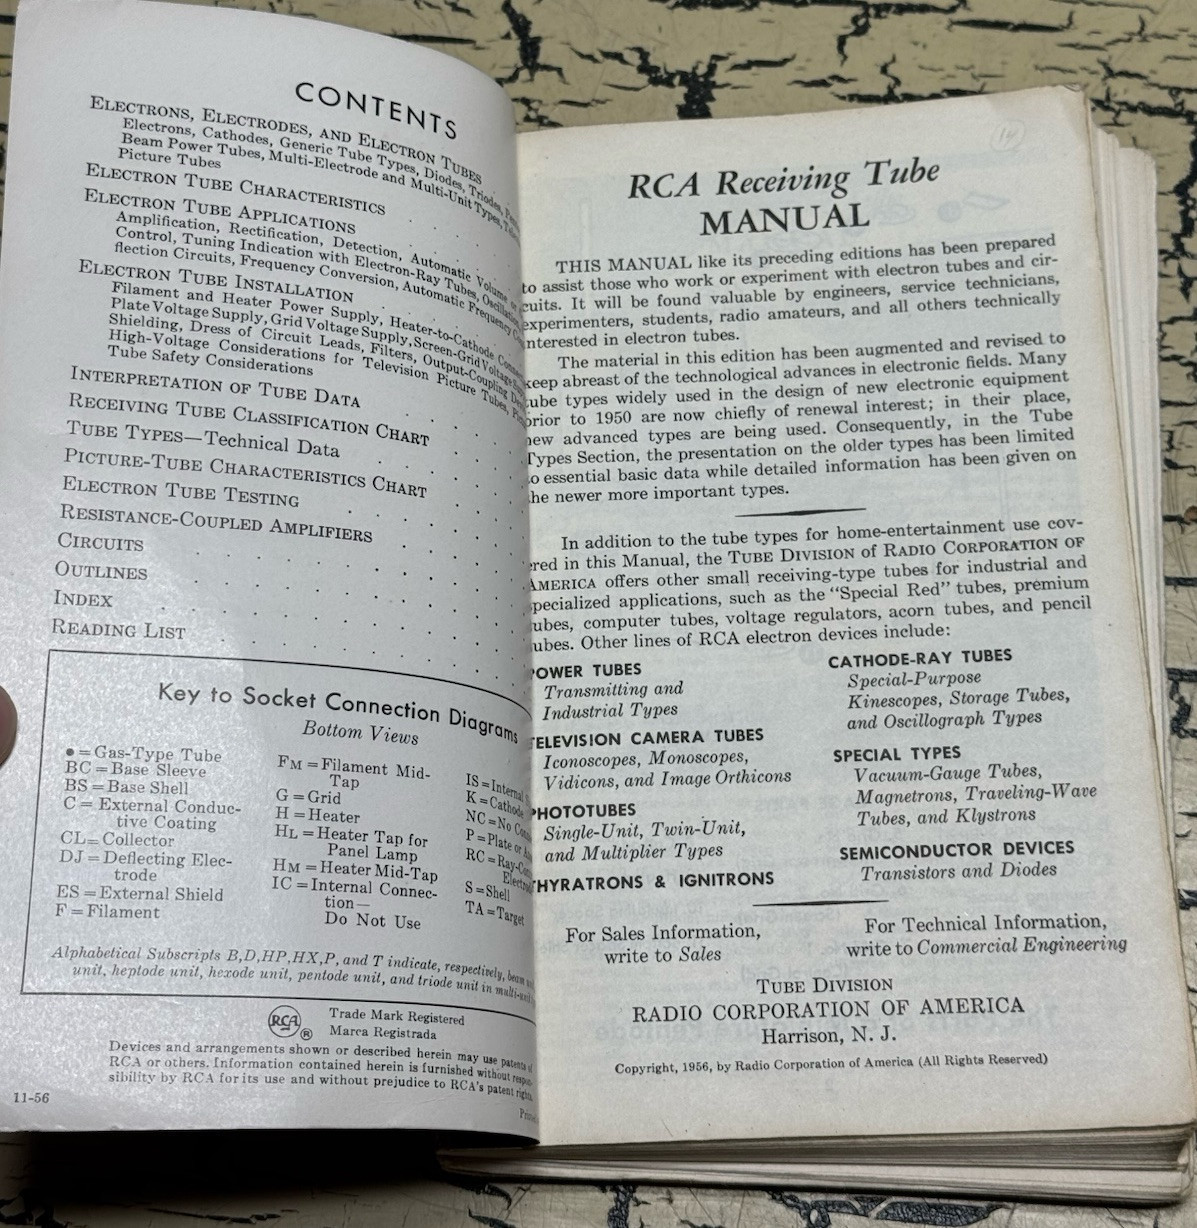 CONTENTS
ELECTRONS, ELECTRODES, AND ELECTRON TUBES
Electrons, Cathodes, Generic Tube Types, Diodes, Triodes,
Beam Power Tubes, Multi-Electrode and Multi-Unit Types,
Picture Tubes
ELECTRON TUBE CHARACTERISTICS
ELECTRON TUBE APPLICATIONS
Amplification, Rectification, Detection, Automatic Volume
Control, Tuning Indication with Electron-Ray Tubes,
flection Circuits, Frequency Conversion, Automatic Frequency
ELECTRON TUBE INSTALLATION
Filament and Heater Power Supply, Heater-to-Cathode
Plate Voltage Supply, Grid Voltage Supply, Screen-Grid Voltage
Shielding, Dress of Circuit Leads, Filters, Output-Coupling
High-Voltage Considerations for Television Picture Tubes,
Tube Safety Considerations
INTERPRETATION OF TUBE DATA
RECEIVING TUBE CLASSIFICATION CHART
TUBE TYPES—Technical Data
PICTURE-TUBE CHARACTERISTICS CHART
ELECTRON TUBE TESTING
RESISTANCE-COUPLED AMPLIFIERS
CIRCUITS
OUTLINES
INDEX
READING LIST
Key to Socket Connection Diagrams
Bottom Views
● = Gas-Type Tube
BC = Base Sleeve
BS = Base Shell
C = External Conduc-
tive Coating
CL = Collector
DJ = Deflecting Elec-
trode
ES = External Shield
F = Filament
FM = Filament Mid-
Tap
G = Grid
H = Heater
HL = Heater Tap for
Panel Lamp
HM = Heater Mid-Tap
IC = Internal Connec-
tion—
Do Not Use
IS = Internal
K = Cathode
NC = No
P = Plate or
RC = Ray-
S = Shell
TA = Target
Alphabetical Subscripts B,D,HP,HX,P, and T indicate, respectively, beam
unit, heptode unit, hexode unit, pentode unit, and triode unit in
RCA ®
Trade Mark Registered
Marca Registrada
Devices and arrangements shown or described herein may use patents
RCA or others. Information contained herein is furnished without
sibility by RCA for its use and without prejudice to RCA's patent rights.
11-56
14
RCA Receiving Tube
MANUAL
THIS MANUAL like its preceding editions has been prepared
to assist those who work or experiment with electron tubes and cir-
cuits. It will be found valuable by engineers, service technicians,
experimenters, students, radio amateurs, and all others technically
nterested in electron tubes.
The material in this edition has been augmented and revised to
keep abreast of the technological advances in electronic fields. Many
tube types widely used in the design of new electronic equipment
prior to 1950 are now chiefly of renewal interest; in their place,
new advanced types are being used. Consequently, in the Tube
Types Section, the presentation on the older types has been limited
to essential basic data while detailed information has been given on
the newer more important types.
In addition to the tube types for home-entertainment use cov-
ered in this Manual, the TUBE DIVISION of RADIO CORPORATION OF
AMERICA offers other small receiving-type tubes for industrial and
specialized applications, such as the "Special Red" tubes, premium
tubes, computer tubes, voltage regulators, acorn tubes, and pencil
tubes. Other lines of RCA electron devices include:
POWER TUBES
Transmitting and
Industrial Types
TELEVISION CAMERA TUBES
Iconoscopes, Monoscopes,
Vidicons, and Image Orthicons
PHOTOTUBES
Single-Unit, Twin-Unit,
and Multiplier Types
THYRATRONS & IGNITRONS
CATHODE-RAY TUBES
Special-Purpose
Kinescopes, Storage Tubes,
and Oscillograph Types
SPECIAL TYPES
Vacuum-Gauge Tubes,
Magnetrons, Traveling-Wave
Tubes, and Klystrons
SEMICONDUCTOR DEVICES
Transistors and Diodes
For Sales Information,
write to Sales
For Technical Information,
write to Commercial Engineering
TUBE DIVISION
RADIO CORPORATION OF AMERICA
Harrison, N. J.
Copyright, 1956, by Radio Corporation of America (All Rights Reserved)